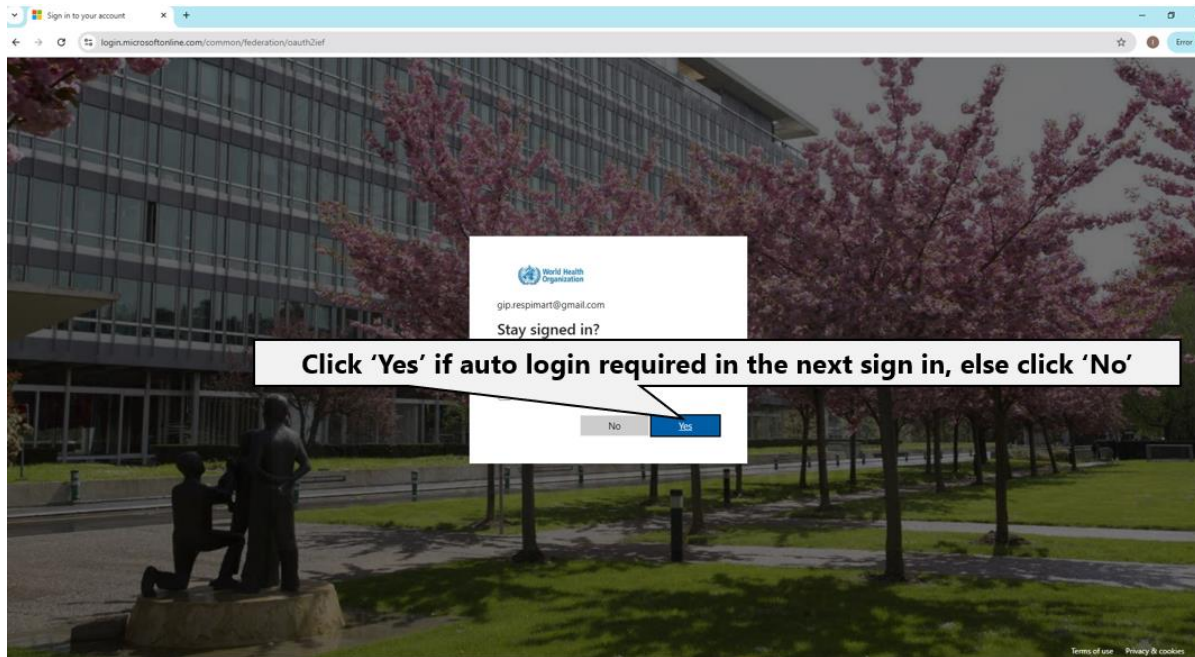 Sign in to your account
login.microsoftonline.com/common/federation/oauth2ief
Error
World Health
Organization
gip.respimart@gmail.com
Stay signed in?
Click ‘Yes’ if auto login required in the next sign in, else click ‘No’
No
Yes
Terms of use Privacy & cookies